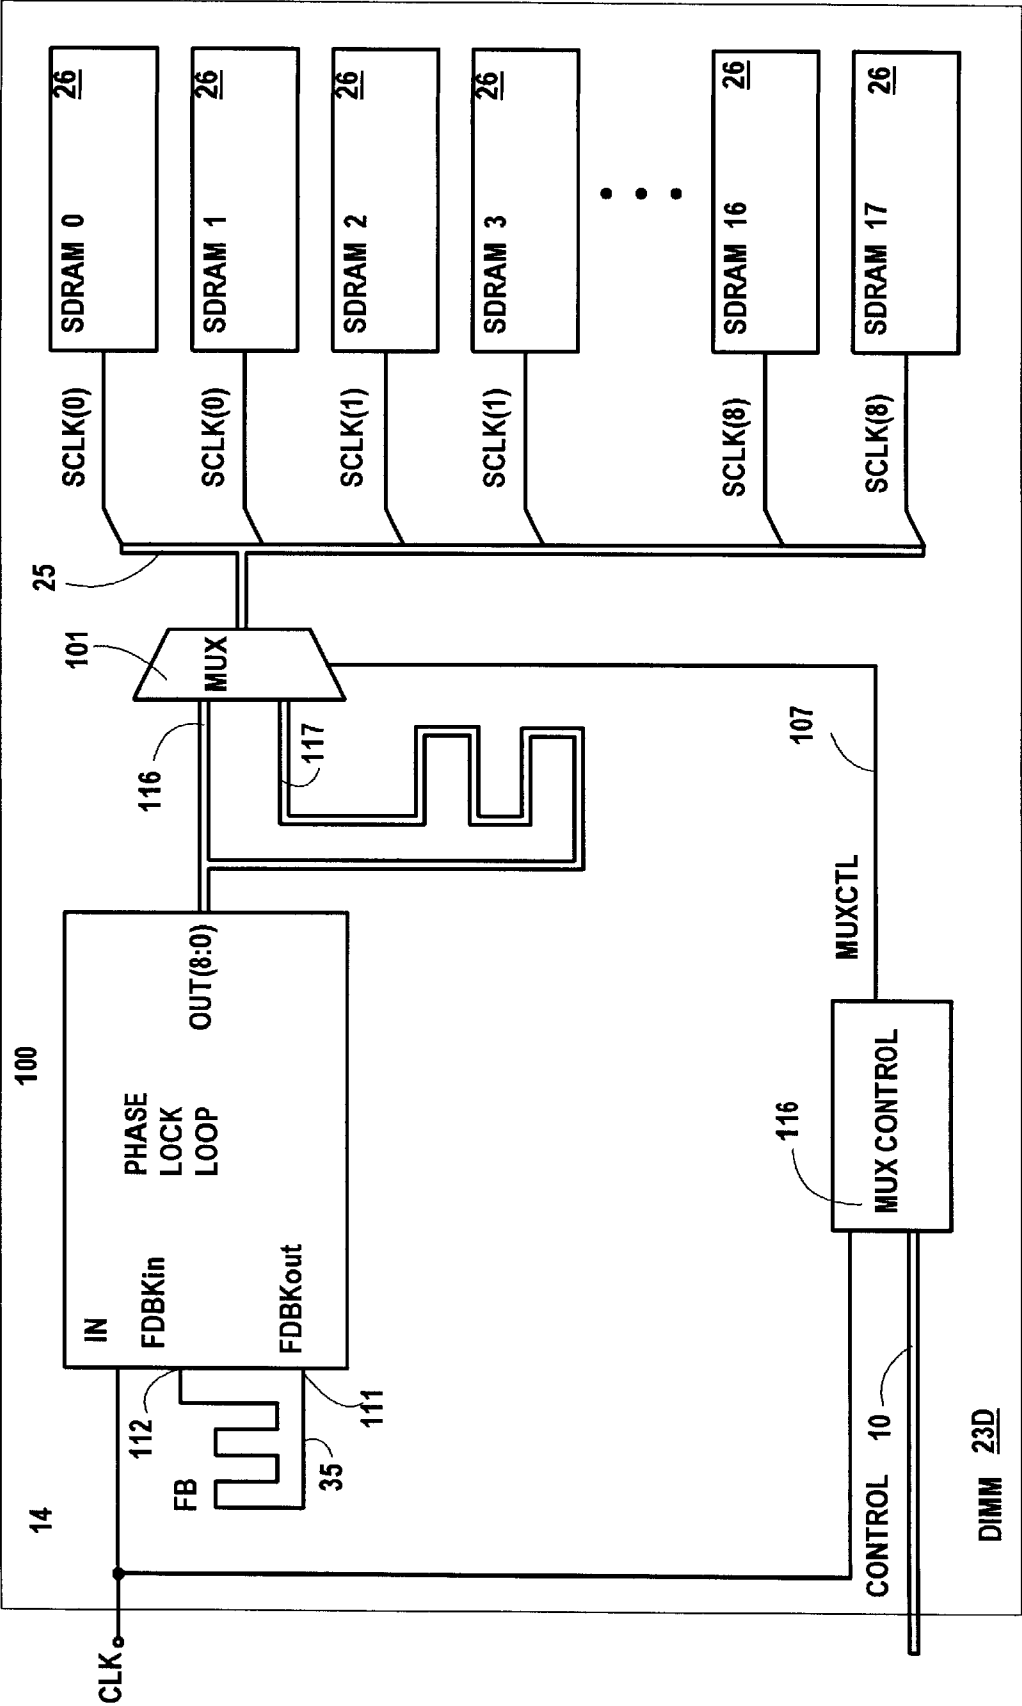 CLK
14
100
IN
FDBKin
FDBKout
PHASE
LOCK
LOOP
OUT(8:0)
FB
112
111
35
116
117
101
MUX
25
SCLK(0)
SDRAM 0
26
SCLK(0)
SDRAM 1
26
SCLK(1)
SDRAM 2
26
SCLK(1)
SDRAM 3
26
SCLK(8)
SDRAM 16
26
SCLK(8)
SDRAM 17
26
116
MUX CONTROL
MUXCTL
107
CONTROL
10
DIMM 23D